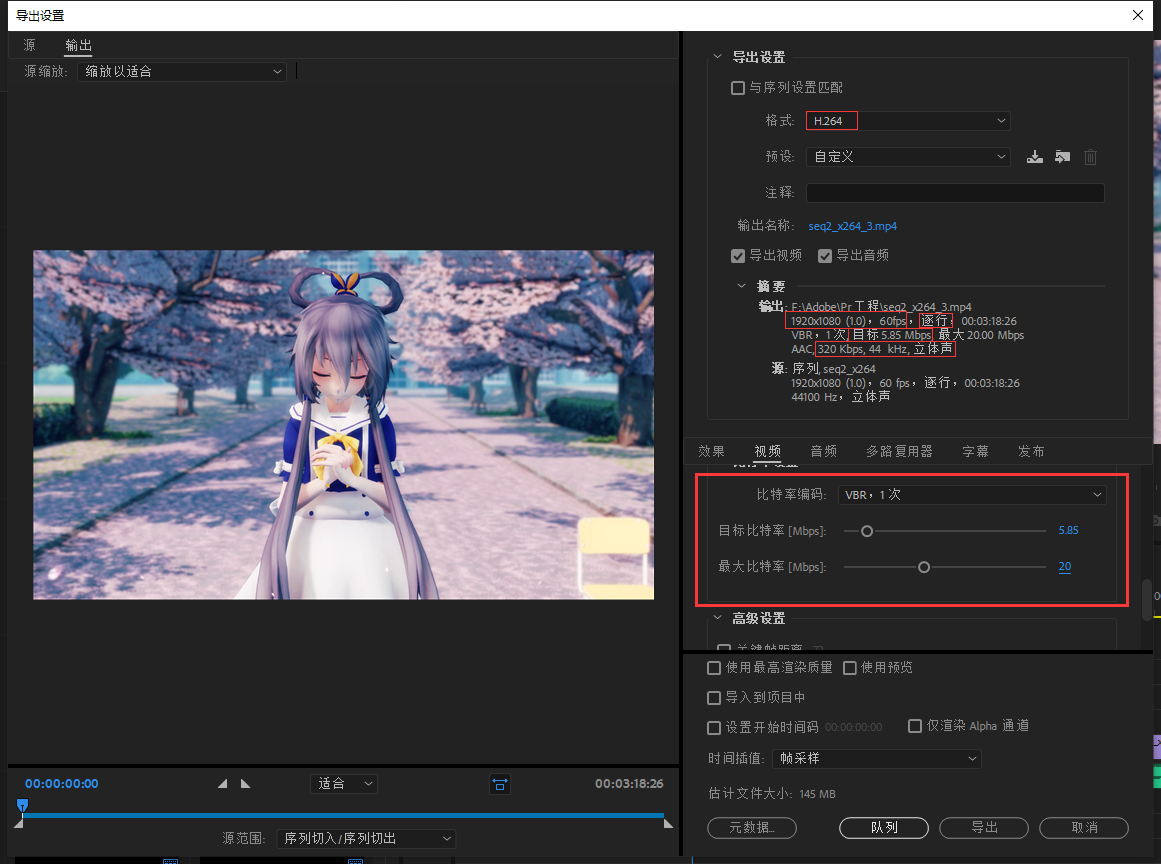 导出设置
源 输出
源缩放: 缩放以适合
导出设置
与序列设置匹配
格式: H.264
预设: 自定义
注释:
输出名称: seq2_x264_3.mp4
导出视频 导出音频
摘要
输出: F:\Adobe\Pr工程\seq2_x264_3.mp4
1920x1080 (1.0)，60fps，逐行，00:03:18:26
VBR，1 次，目标 5.85 Mbps，最大 20.00 Mbps
AAC, 320 Kbps, 44 kHz, 立体声
源: 序列, seq2_x264
1920x1080 (1.0)，60 fps，逐行，00:03:18:26
44100 Hz，立体声
效果 视频 音频 多路复用器 字幕 发布
比特率设置
比特率编码: VBR，1 次
目标比特率 [Mbps]: 5.85
最大比特率 [Mbps]: 20
高级设置
关键帧距离: 72
使用最高渲染质量 使用预览
导入到项目中
设置开始时间码 00:00:00:00 仅渲染 Alpha 通道
时间插值: 帧采样
估计文件大小: 145 MB
元数据... 队列 导出 取消
00:00:00:00 适合 00:03:18:26
源范围: 序列切入/序列切出